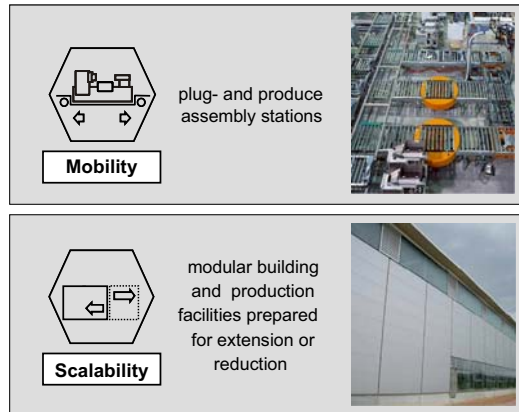 plug- and produce
assembly stations
Mobility
modular building
and production
facilities prepared
for extension or
reduction
Scalability